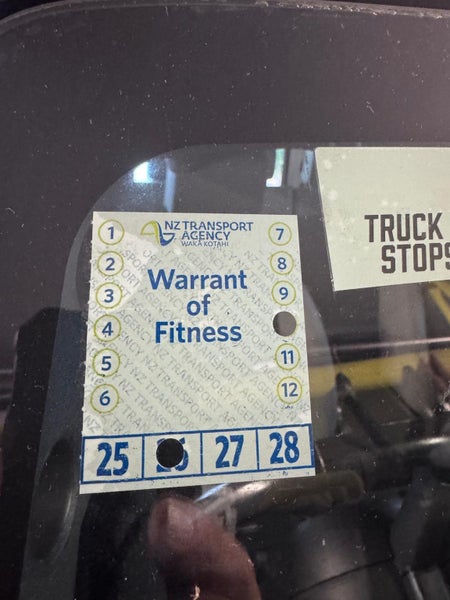 NZ TRANSPORT
AGENCY
WAKA KOTAHI
Warrant
of
Fitness
1
2
3
4
5
6
7
8
9
11
12
25 27 28
TRUCK
STOPS